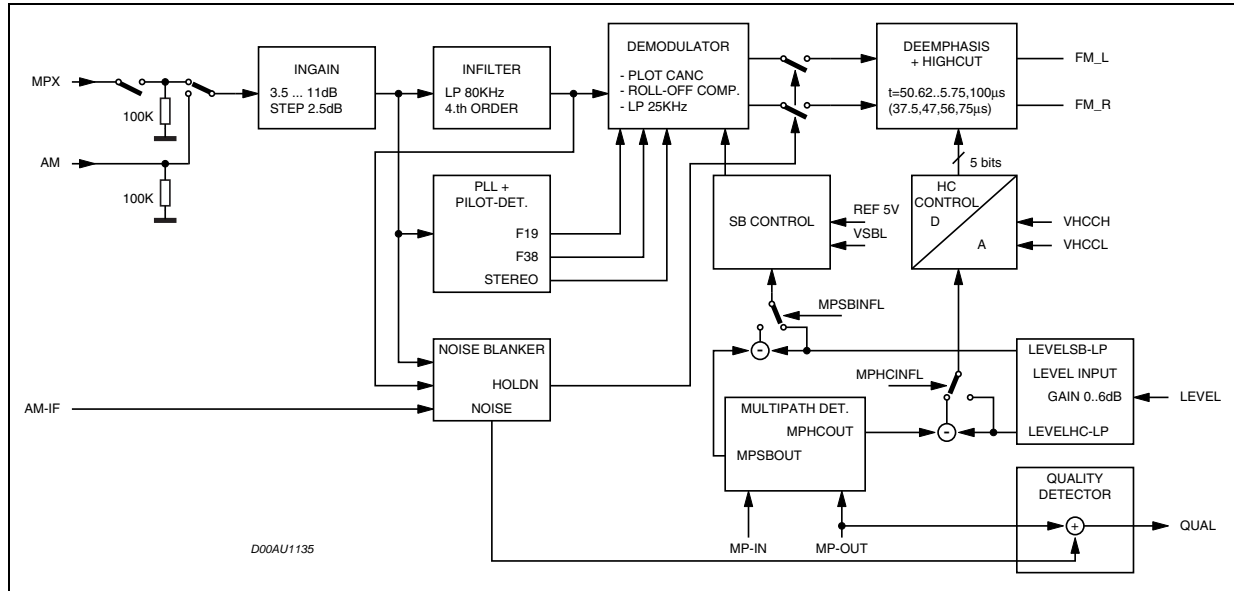 MPX
100K
AM
100K
INGAIN
3.5 ... 11dB
STEP 2.5dB
INFILTER
LP 80KHz
4.th ORDER
DEMODULATOR
- PLOT CANC
- ROLL-OFF COMP.
- LP 25KHz
DEEMPHASIS
+ HIGHCUT
t=50.62..5.75,100µs
(37.5,47,56,75µs)
FM_L
FM_R
5 bits
PLL +
PILOT-DET.
F19
F38
STEREO
SB CONTROL
REF 5V
VSBL
HC
CONTROL
D
A
VHCCH
VHCCL
MPSBINFL
NOISE BLANKER
HOLDN
NOISE
AM-IF
MPHCINFL
LEVELSB-LP
LEVEL INPUT
GAIN 0..6dB
LEVELHC-LP
LEVEL
-
-
MULTIPATH DET.
MPHCOUT
MPSBOUT
QUALITY
DETECTOR
+
QUAL
MP-IN
MP-OUT
D00AU1135